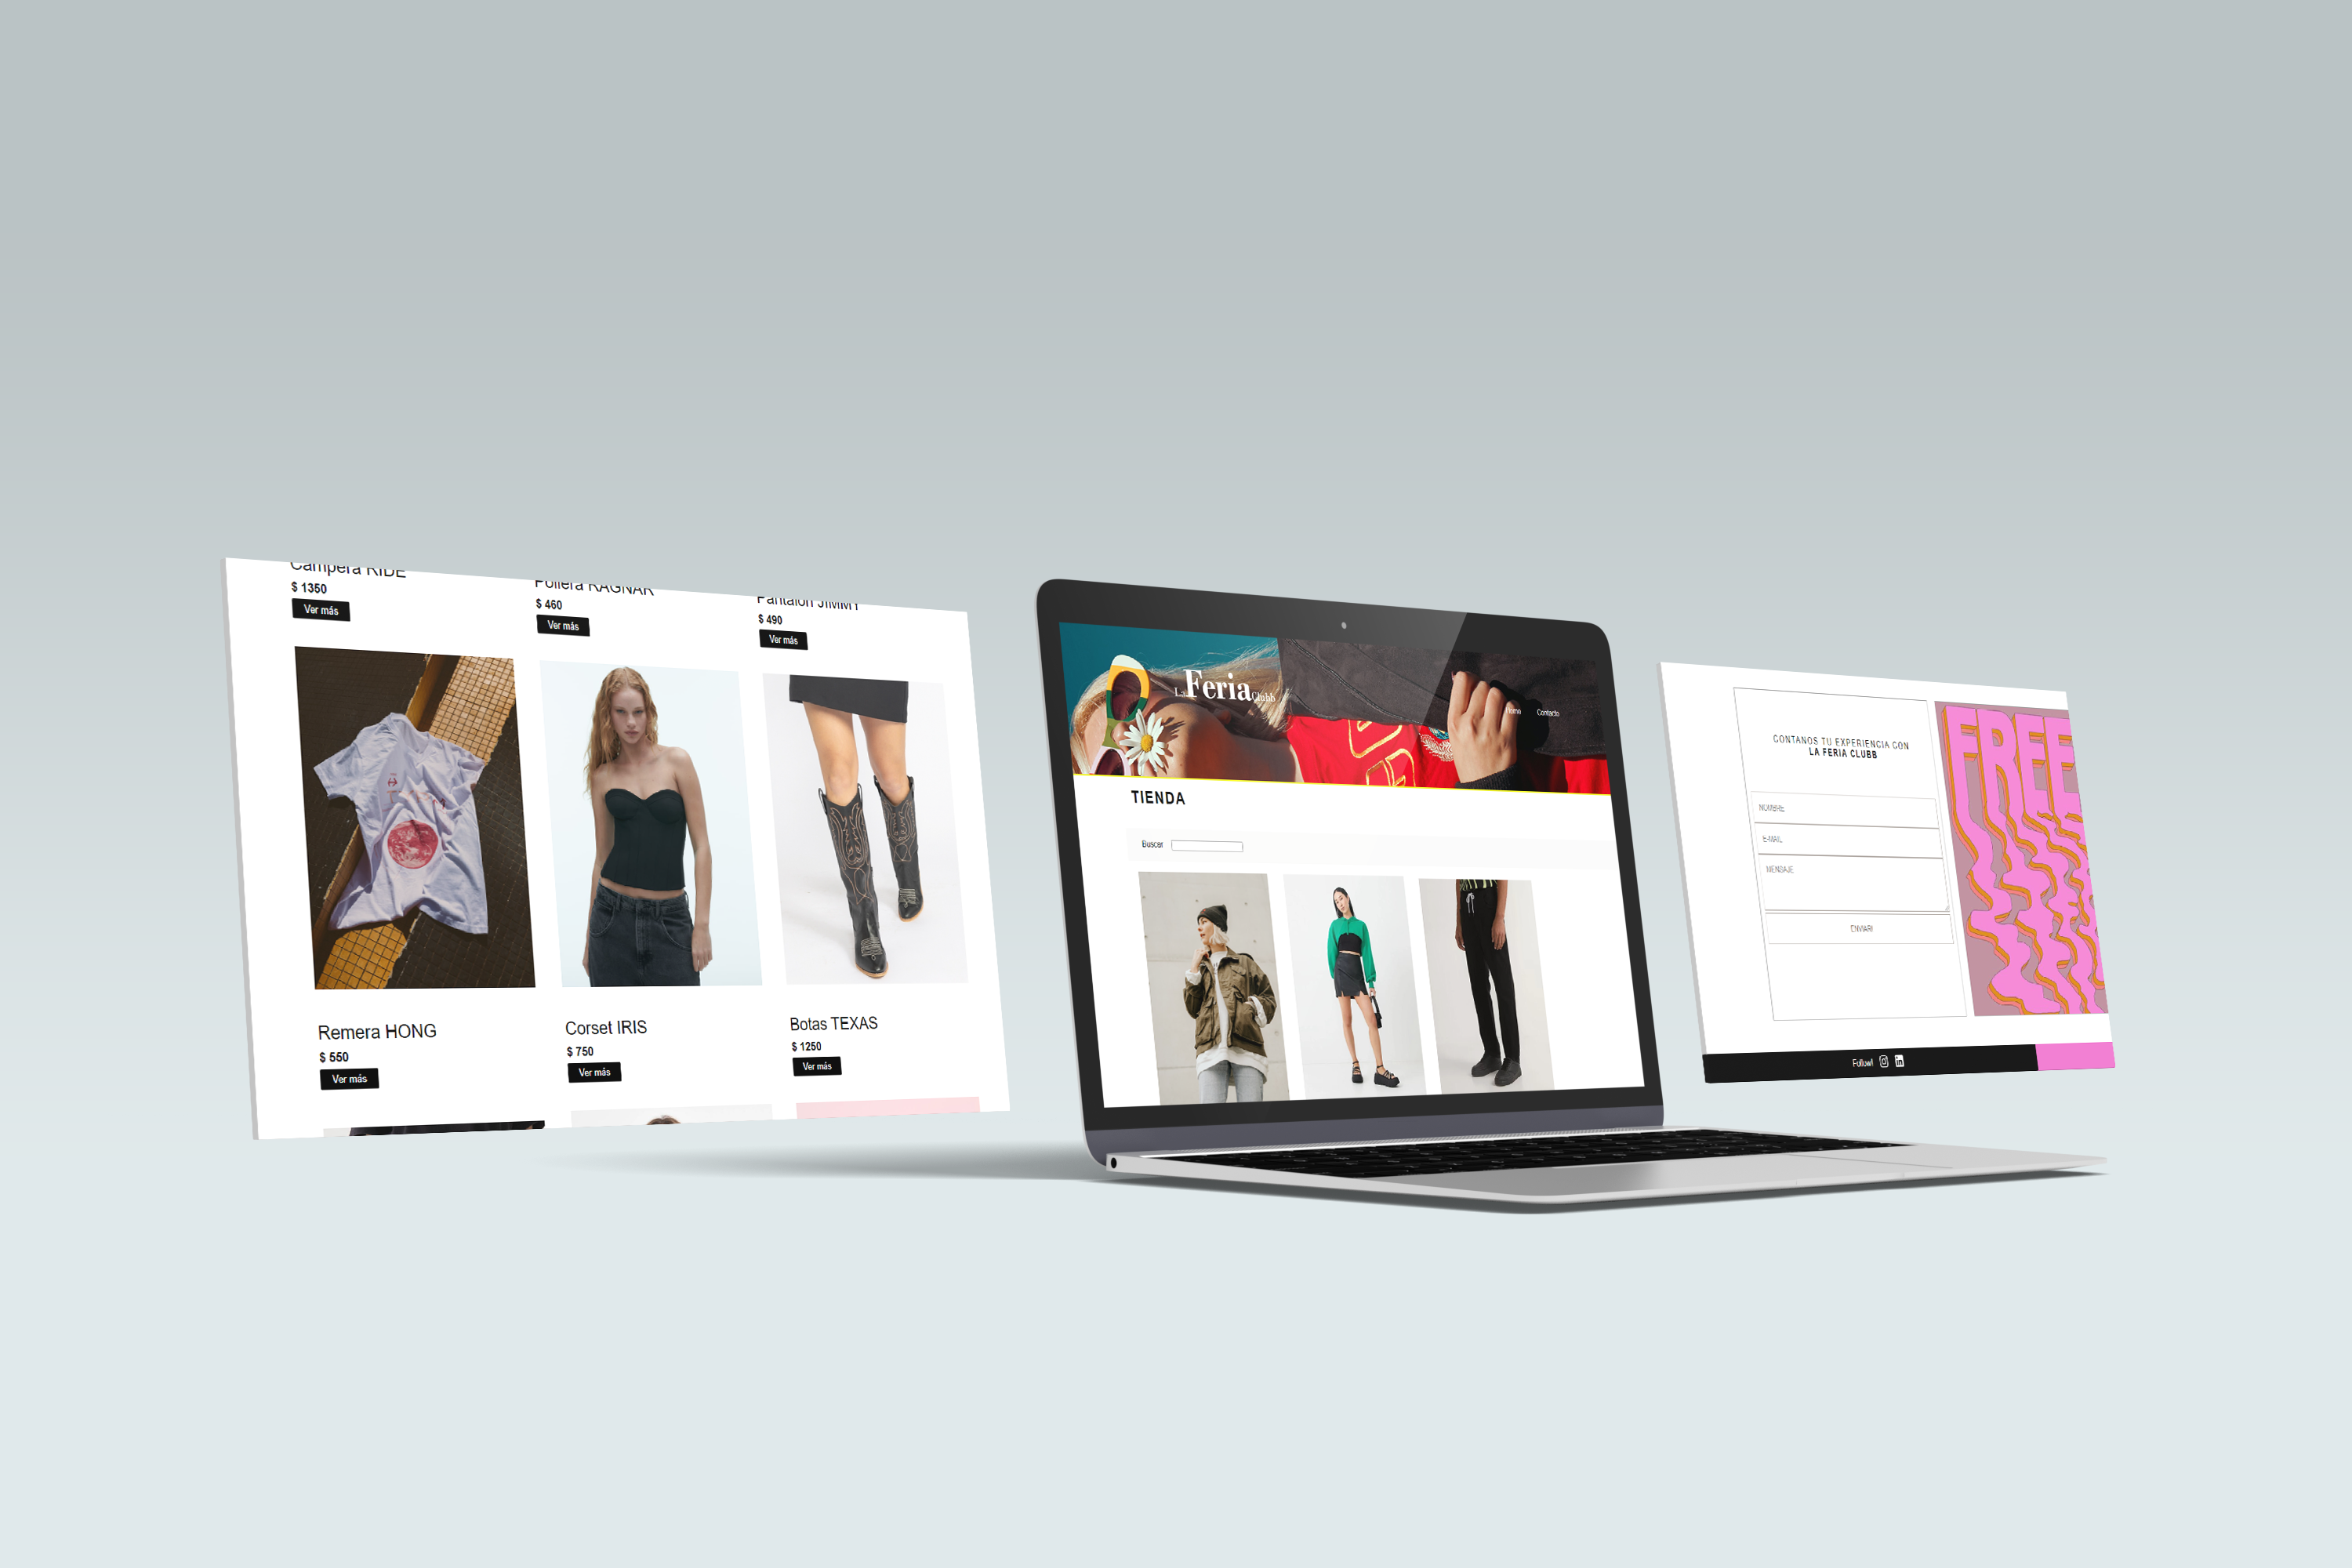 Campera RIDE
$ 1350
Ver más
Pollera RAGNAR
$ 460
Ver más
Pantalon JIMMY
$ 490
Ver más
Remera HONG
$ 550
Ver más
Corset IRIS
$ 750
Ver más
Botas TEXAS
$ 1250
Ver más
La Feria Clubb
Home Contacto
TIENDA
Buscar
CONTANOS TU EXPERIENCIA CON
LA FERIA CLUBB
NOMBRE
E-MAIL
MENSAJE
ENVIAR!
FREE
Follow!